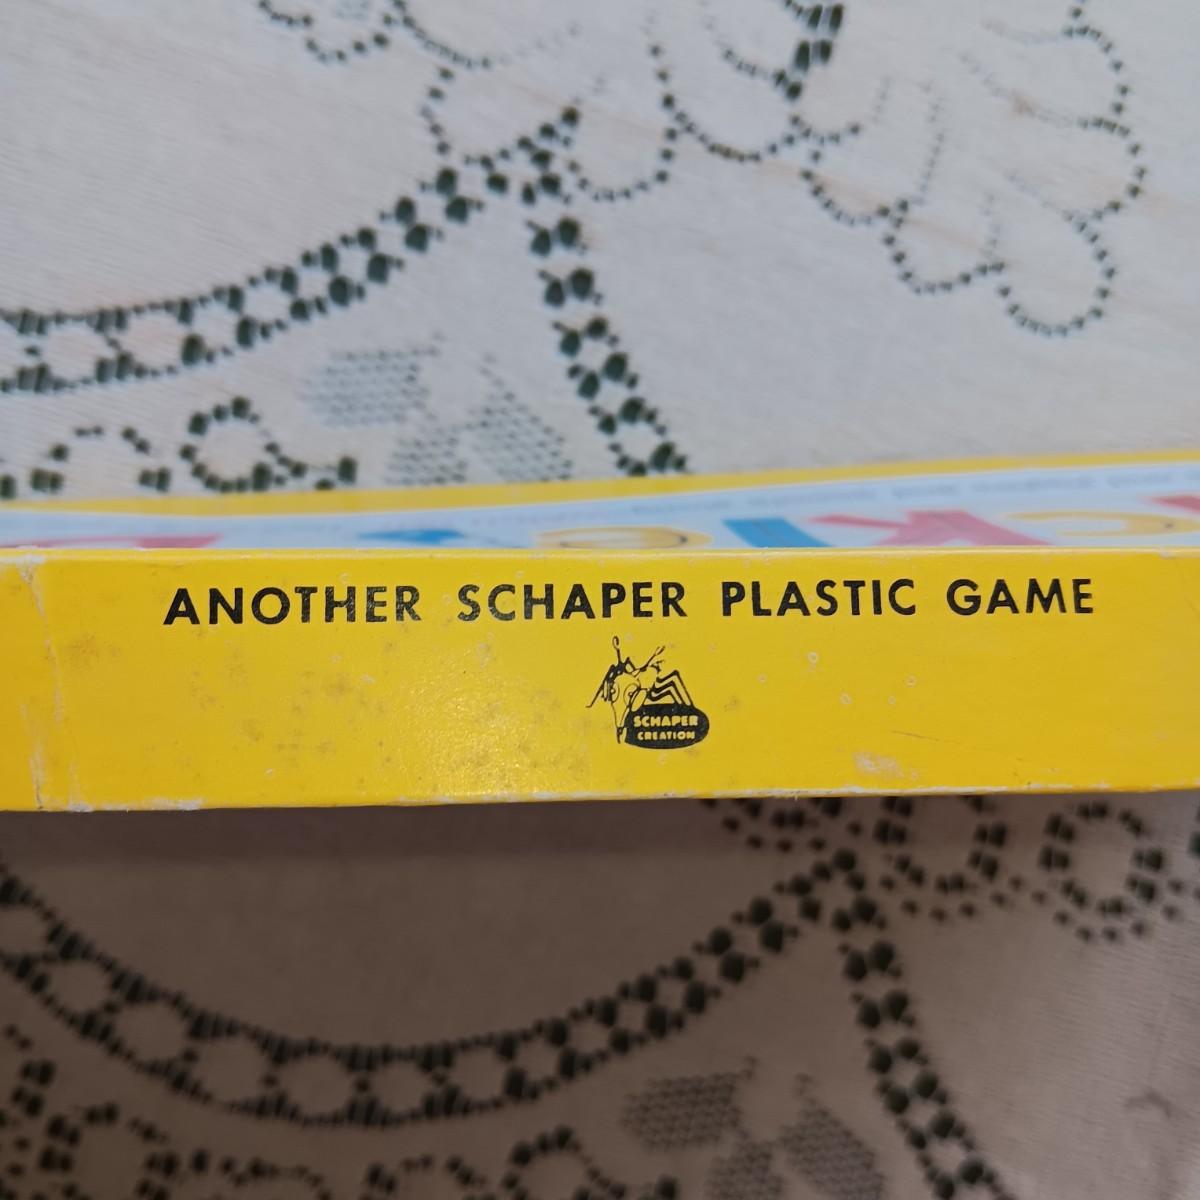 ANOTHER SCHAPER PLASTIC GAME
SCHAPER
CREATION